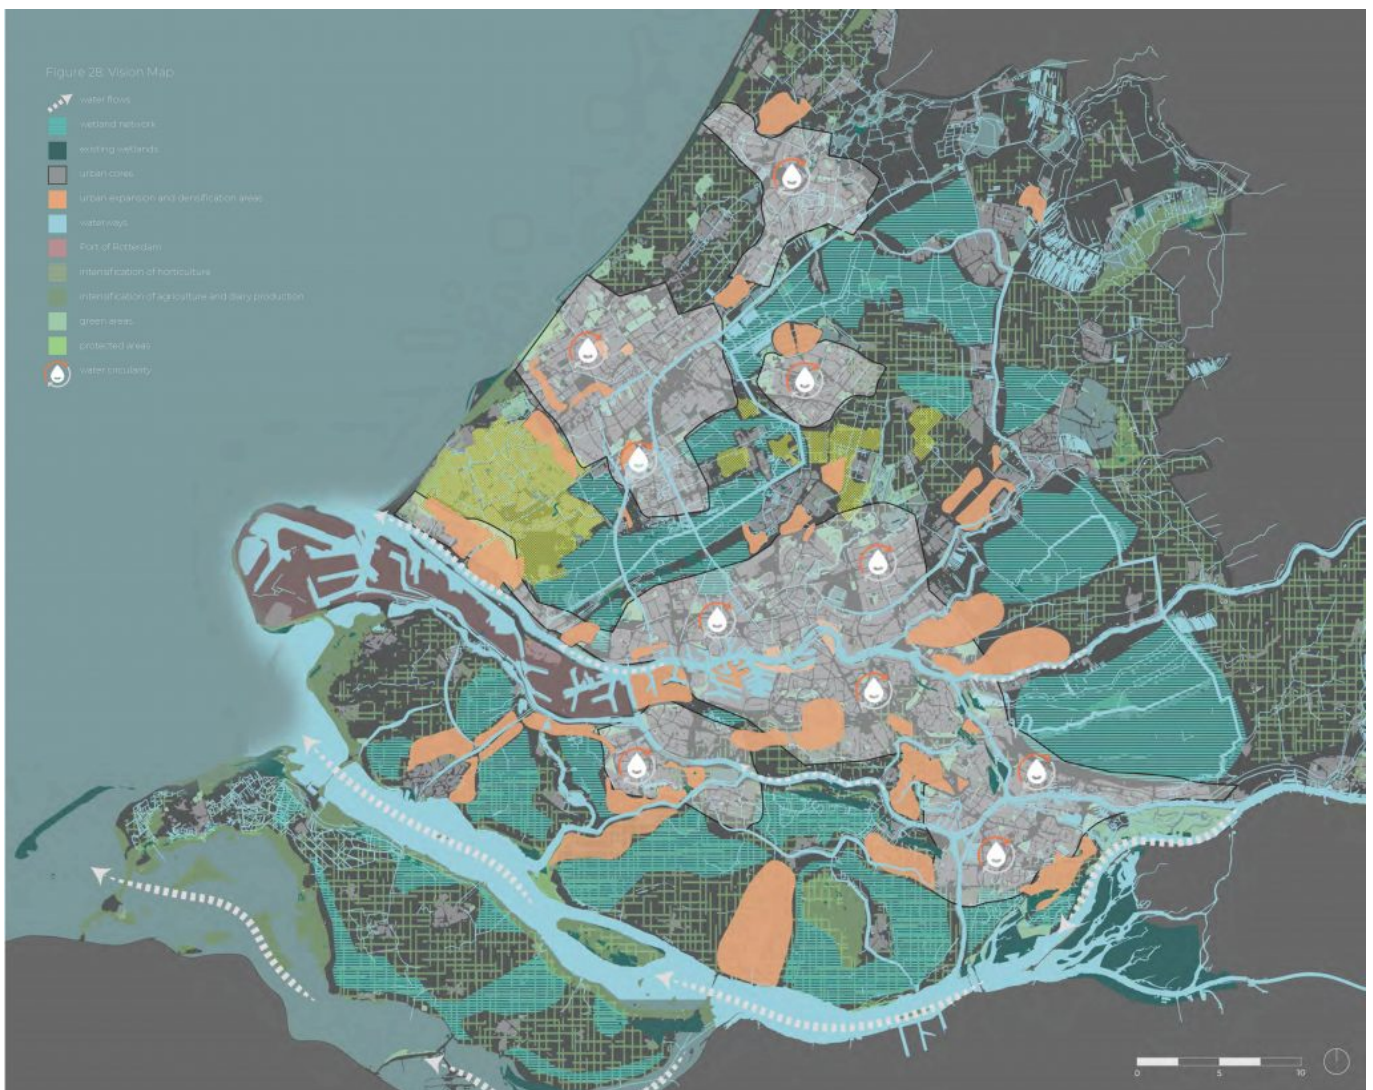 Figure 28: Vision Map
water flows
wetland network
existing wetlands
urban cores
urban expansion and densification areas
waterways
Port of Rotterdam
intensification of horticulture
intensification of agriculture and dairy production
green areas
protected areas
water circularity
0 5 10